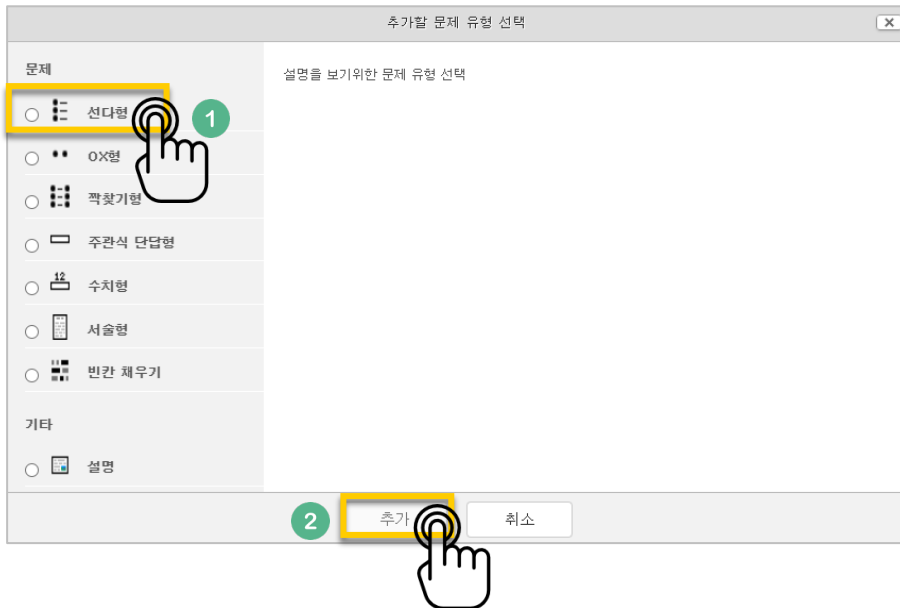 추가할 문제 유형 선택
문제
설명을 보기위한 문제 유형 선택
선다형
1
OX형
짝찾기형
주관식 단답형
12
수치형
서술형
빈칸 채우기
기타
설명
2
추가
취소